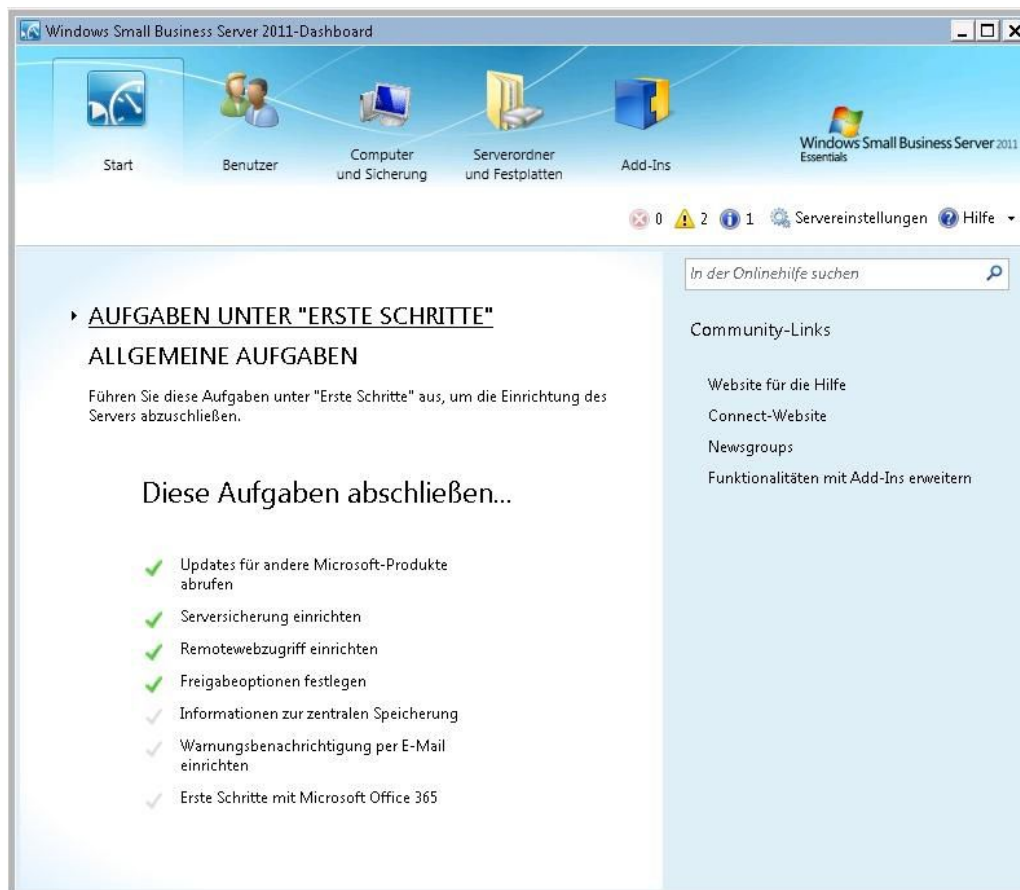 Windows Small Business Server 2011-Dashboard
Start
Benutzer
Computer
und Sicherung
Serverordner
und Festplatten
Add-Ins
Windows Small Business Server 2011
Essentials
0 2 1 Servereinstellungen Hilfe
In der Onlinehilfe suchen
AUFGABEN UNTER "ERSTE SCHRITTE"
ALLGEMEINE AUFGABEN
Führen Sie diese Aufgaben unter "Erste Schritte" aus, um die Einrichtung des
Servers abzuschließen.
Diese Aufgaben abschließen...
Updates für andere Microsoft-Produkte
abrufen
Serversicherung einrichten
Remotewebzugriff einrichten
Freigabeoptionen festlegen
Informationen zur zentralen Speicherung
Warnungsbenachrichtigung per E-Mail
einrichten
Erste Schritte mit Microsoft Office 365
Community-Links
Website für die Hilfe
Connect-Website
Newsgroups
Funktionalitäten mit Add-Ins erweitern